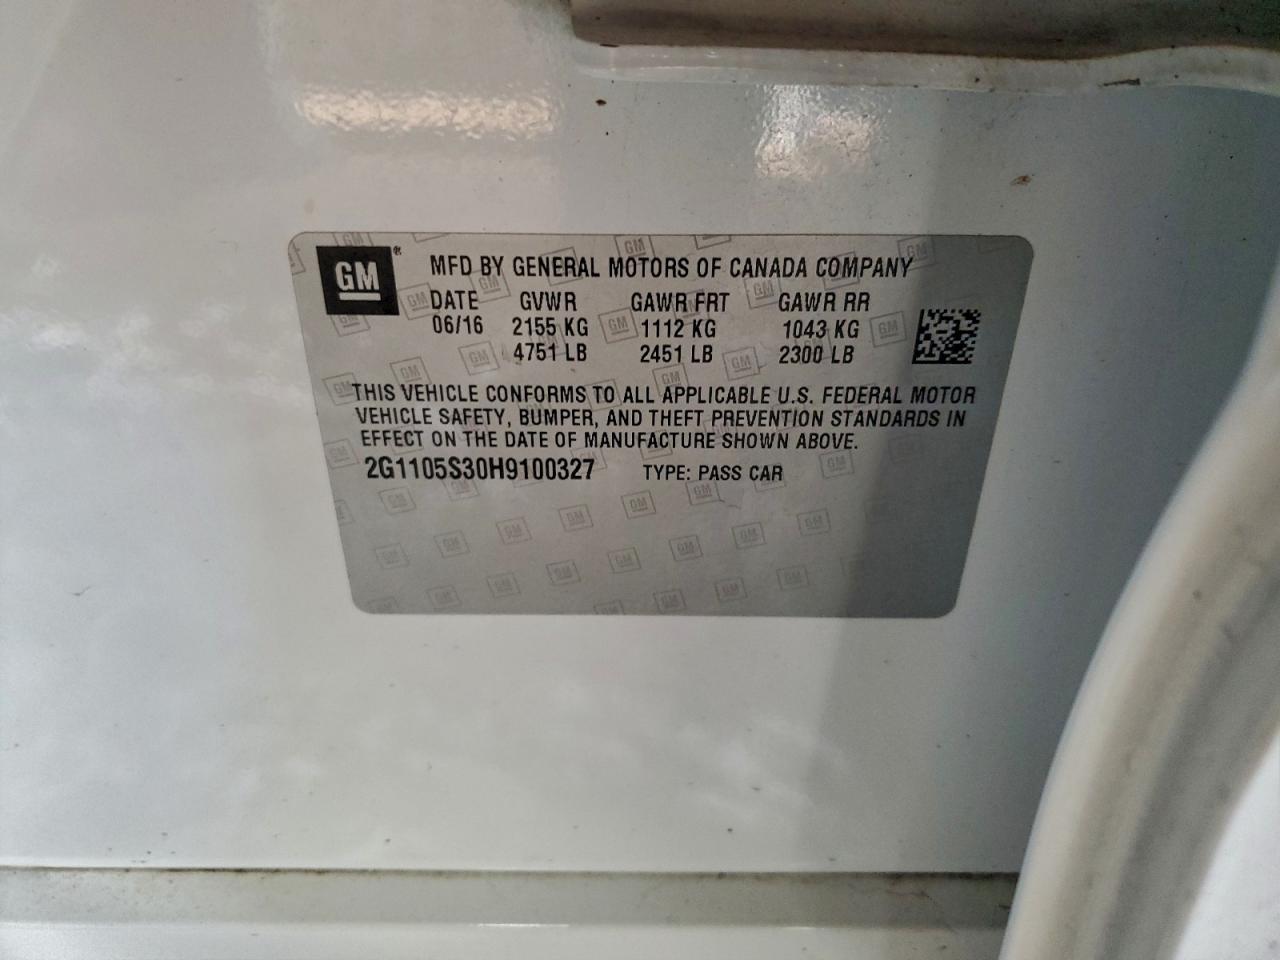 GM®
MFD BY GENERAL MOTORS OF CANADA COMPANY
DATE GVWR GAWR FRT GAWR RR
06/16 2155 KG 1112 KG 1043 KG
4751 LB 2451 LB 2300 LB
THIS VEHICLE CONFORMS TO ALL APPLICABLE U.S. FEDERAL MOTOR
VEHICLE SAFETY, BUMPER, AND THEFT PREVENTION STANDARDS IN
EFFECT ON THE DATE OF MANUFACTURE SHOWN ABOVE.
2G1105S30H9100327 TYPE: PASS CAR